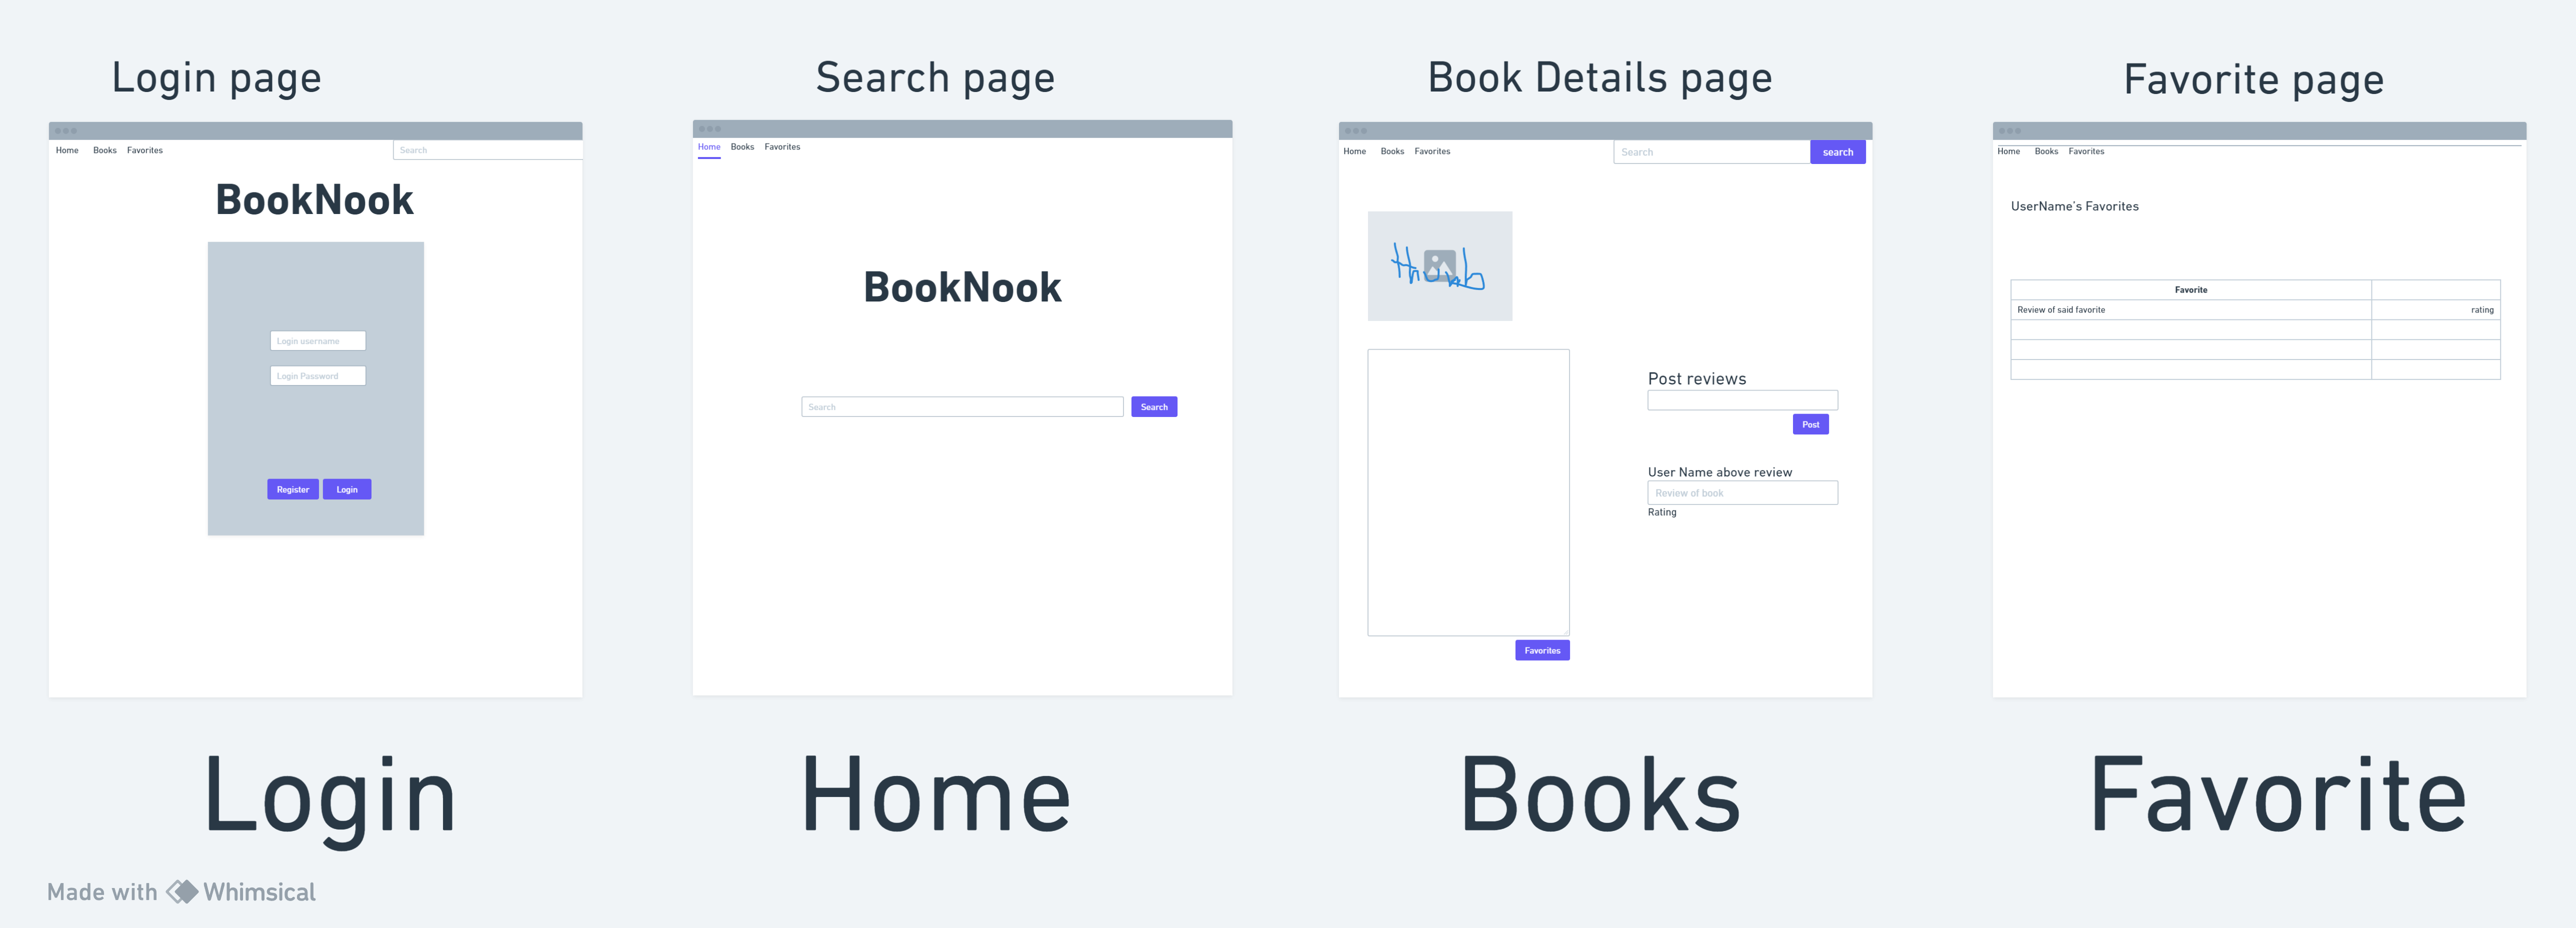 Login page
Home Books Favorites Search
BookNook
Login username
Login Password
Register Login
Login
Search page
Home Books Favorites
BookNook
Search Search
Home
Book Details page
Home Books Favorites Search search
Thumb
Post reviews
Post
User Name above review
Review of book
Rating
Favorites
Books
Favorite page
Home Books Favorites
UserName's Favorites
Favorite
Review of said favorite rating
Favorite
Made with Whimsical